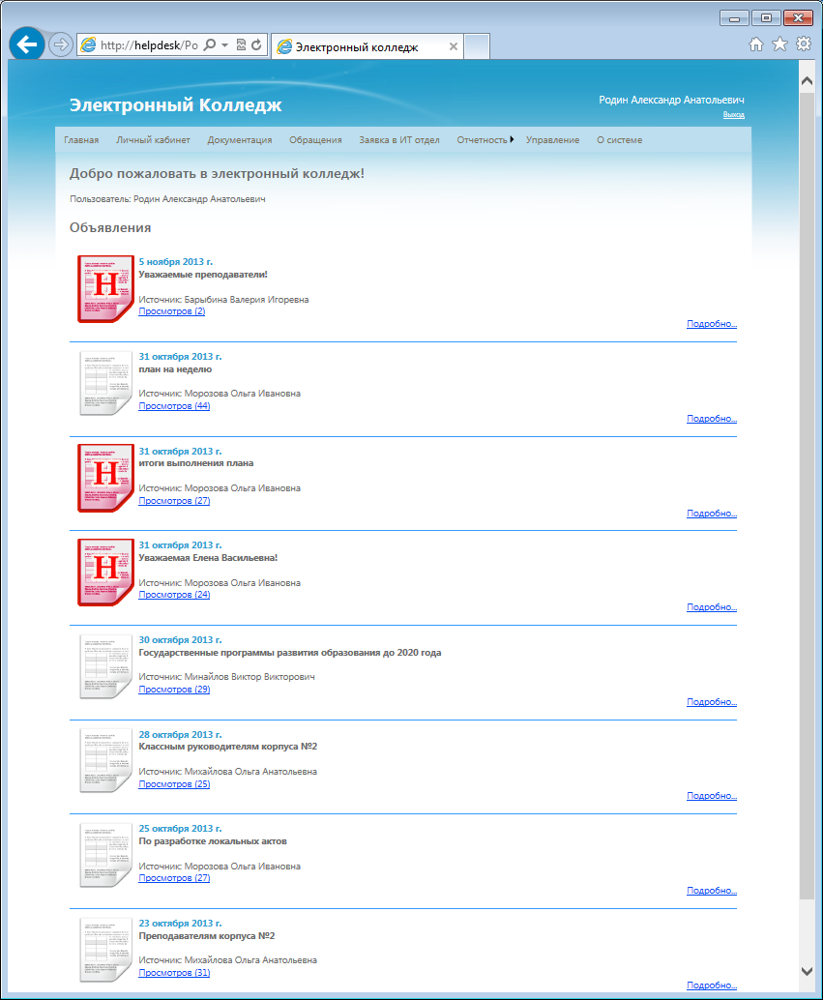 http://helpdesk/Po
Электронный колледж
Электронный Колледж
Родин Александр Анатольевич
Выход
Главная Личный кабинет Документация Обращения Заявка в ИТ отдел Отчетность Управление О системе
Добро пожаловать в электронный колледж!
Пользователь: Родин Александр Анатольевич
Объявления
5 ноября 2013 г.
Уважаемые преподаватели!
Н
Источник: Барыбина Валерия Игоревна
Просмотров (2)
Подробно...
31 октября 2013 г.
план на неделю
Источник: Морозова Ольга Ивановна
Просмотров (44)
Подробно...
31 октября 2013 г.
итоги выполнения плана
Н
Источник: Морозова Ольга Ивановна
Просмотров (27)
Подробно...
31 октября 2013 г.
Уважаемая Елена Васильевна!
Н
Источник: Морозова Ольга Ивановна
Просмотров (24)
Подробно...
30 октября 2013 г.
Государственные программы развития образования до 2020 года
Источник: Минайлов Виктор Викторович
Просмотров (29)
Подробно...
28 октября 2013 г.
Классным руководителям корпуса №2
Источник: Михайлова Ольга Анатольевна
Просмотров (25)
Подробно...
25 октября 2013 г.
По разработке локальных актов
Источник: Морозова Ольга Ивановна
Просмотров (27)
Подробно...
23 октября 2013 г.
Преподавателям корпуса №2
Источник: Михайлова Ольга Анатольевна
Просмотров (31)
Подробно...